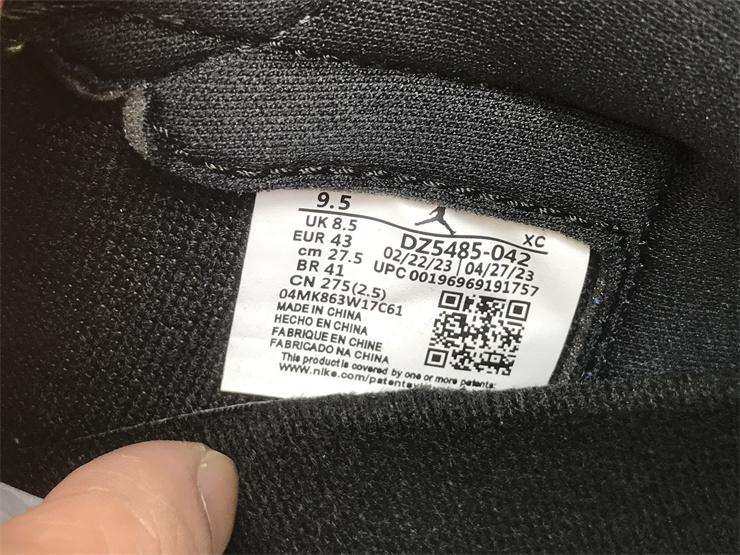 9.5
XC
UK 8.5
EUR 43
cm 27.5
BR 41
CN 275(2.5)
DZ5485-042
02/22/23 | 04/27/23
UPC 00196969191757
04MK863W17C61
MADE IN CHINA
HECHO EN CHINA
FABRIQUE EN CHINE
FABRICADO NA CHINA
This product is covered by one or more patents:
www.nike.com/patents